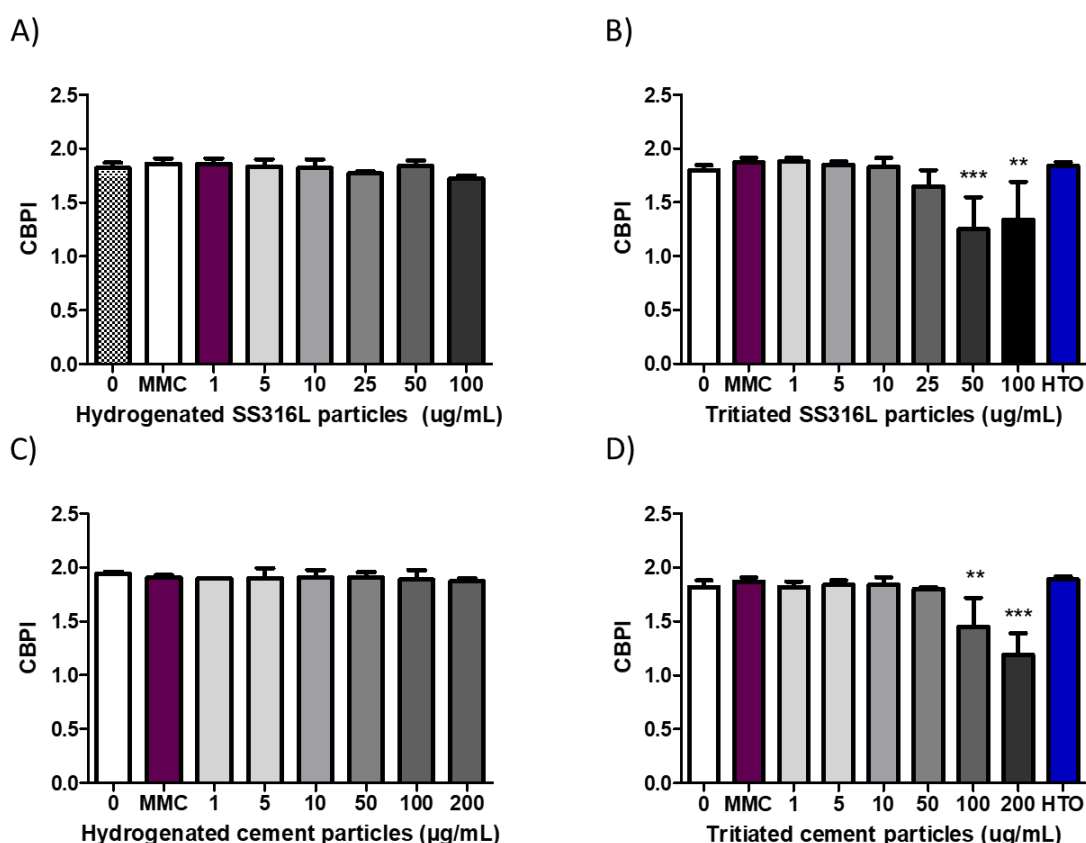 A)
2.5
2.0
1.5
1.0
0.5
0.0
CBPI
0 MMC 1 5 10 25 50 100
Hydrogenated SS316L particles (ug/mL)
B)
2.5
2.0
1.5
1.0
0.5
0.0
CBPI
*** **
0 MMC 1 5 10 25 50 100 HTO
Tritiated SS316L particles (ug/mL)
C)
2.5
2.0
1.5
1.0
0.5
0.0
CBPI
0 MMC 1 5 10 50 100 200
Hydrogenated cement particles (µg/mL)
D)
2.5
2.0
1.5
1.0
0.5
0.0
CBPI
** ***
0 MMC 1 5 10 50 100 200 HTO
Tritiated cement particles (ug/mL)